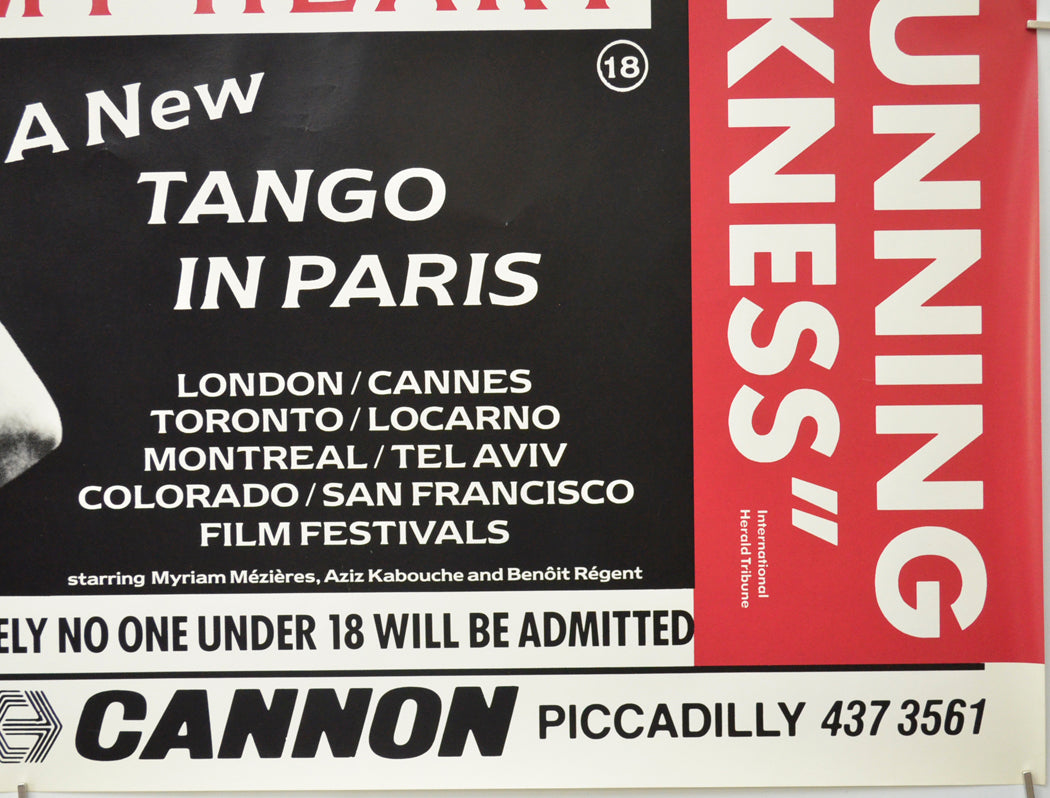 MY HEART
18
A New
TANGO
IN PARIS
LONDON / CANNES
TORONTO / LOCARNO
MONTREAL / TEL AVIV
COLORADO / SAN FRANCISCO
FILM FESTIVALS
starring Myriam Mézières, Aziz Kabouche and Benôit Régent
ELY NO ONE UNDER 18 WILL BE ADMITTED
CANNON PICCADILLY 437 3561
UNNING
KNESS"
International
Herald Tribune